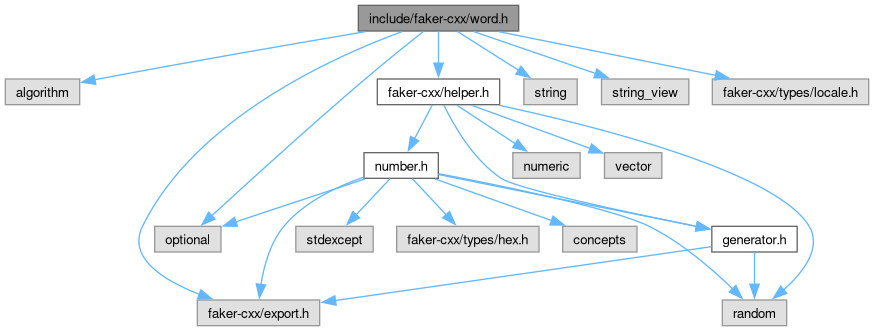 include/faker-cxx/word.h
algorithm
faker-cxx/helper.h
string
string_view
faker-cxx/types/locale.h
number.h
numeric
vector
optional
stdexcept
faker-cxx/types/hex.h
concepts
generator.h
faker-cxx/export.h
random